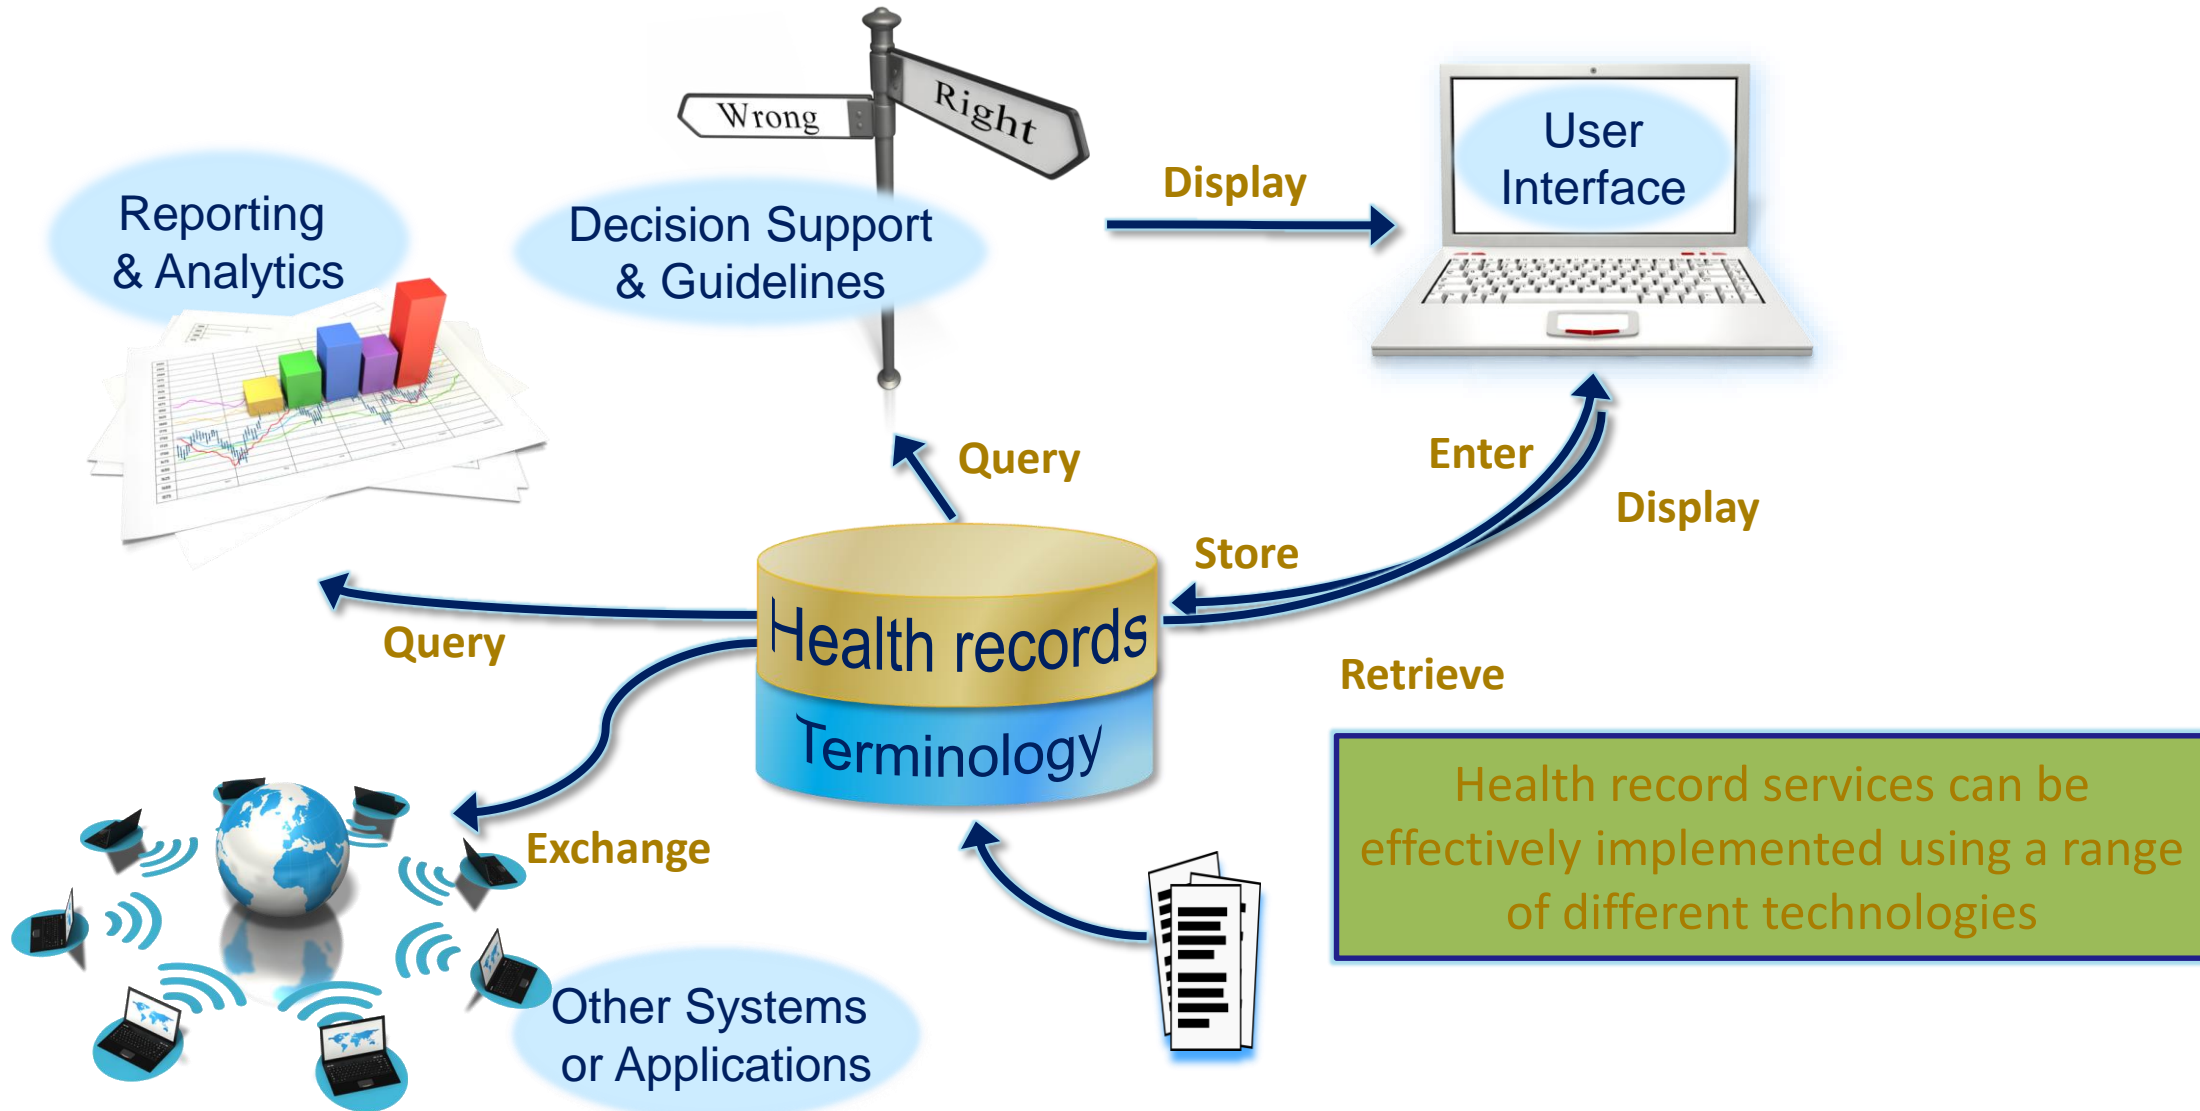 Wrong
Right
User
Interface
Display
Reporting
& Analytics
Decision Support
& Guidelines
Query
Enter
Display
Store
Query
Health records
Retrieve
Terminology
Health record services can be
effectively implemented using a range
of different technologies
Exchange
Other Systems
or Applications